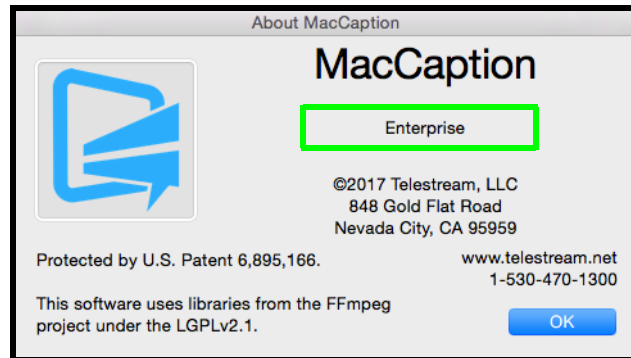 About MacCaption
MacCaption
Enterprise
©2017 Telestream, LLC
848 Gold Flat Road
Nevada City, CA 95959
Protected by U.S. Patent 6,895,166.
www.telestream.net
1-530-470-1300
This software uses libraries from the FFmpeg
project under the LGPLv2.1.
OK